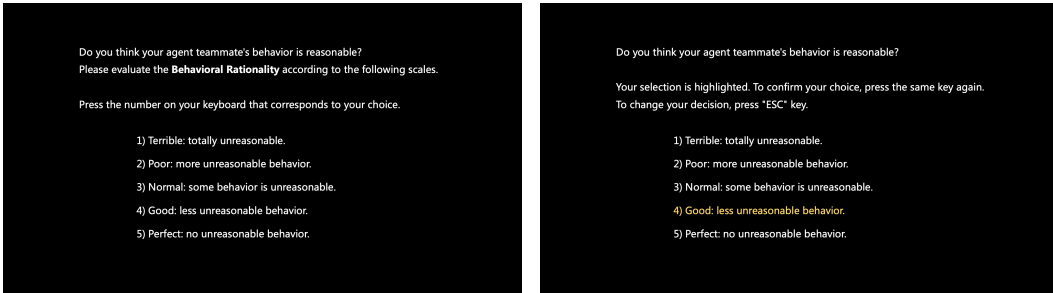 Do you think your agent teammate's behavior is reasonable?
Please evaluate the Behavioral Rationality according to the following scales.
Press the number on your keyboard that corresponds to your choice.
1) Terrible: totally unreasonable.
2) Poor: more unreasonable behavior.
3) Normal: some behavior is unreasonable.
4) Good: less unreasonable behavior.
5) Perfect: no unreasonable behavior.
Do you think your agent teammate's behavior is reasonable?
Your selection is highlighted. To confirm your choice, press the same key again.
To change your decision, press "ESC" key.
1) Terrible: totally unreasonable.
2) Poor: more unreasonable behavior.
3) Normal: some behavior is unreasonable.
4) Good: less unreasonable behavior.
5) Perfect: no unreasonable behavior.